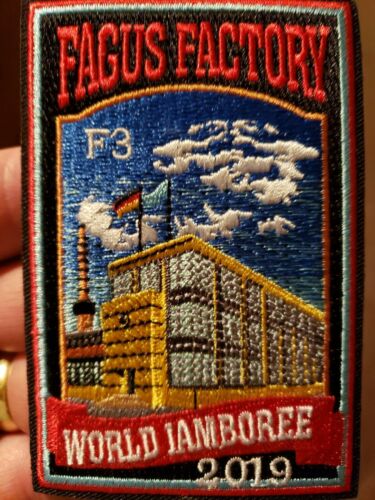 FAGUS FACTORY
F3
WORLD JAMBOREE
2019